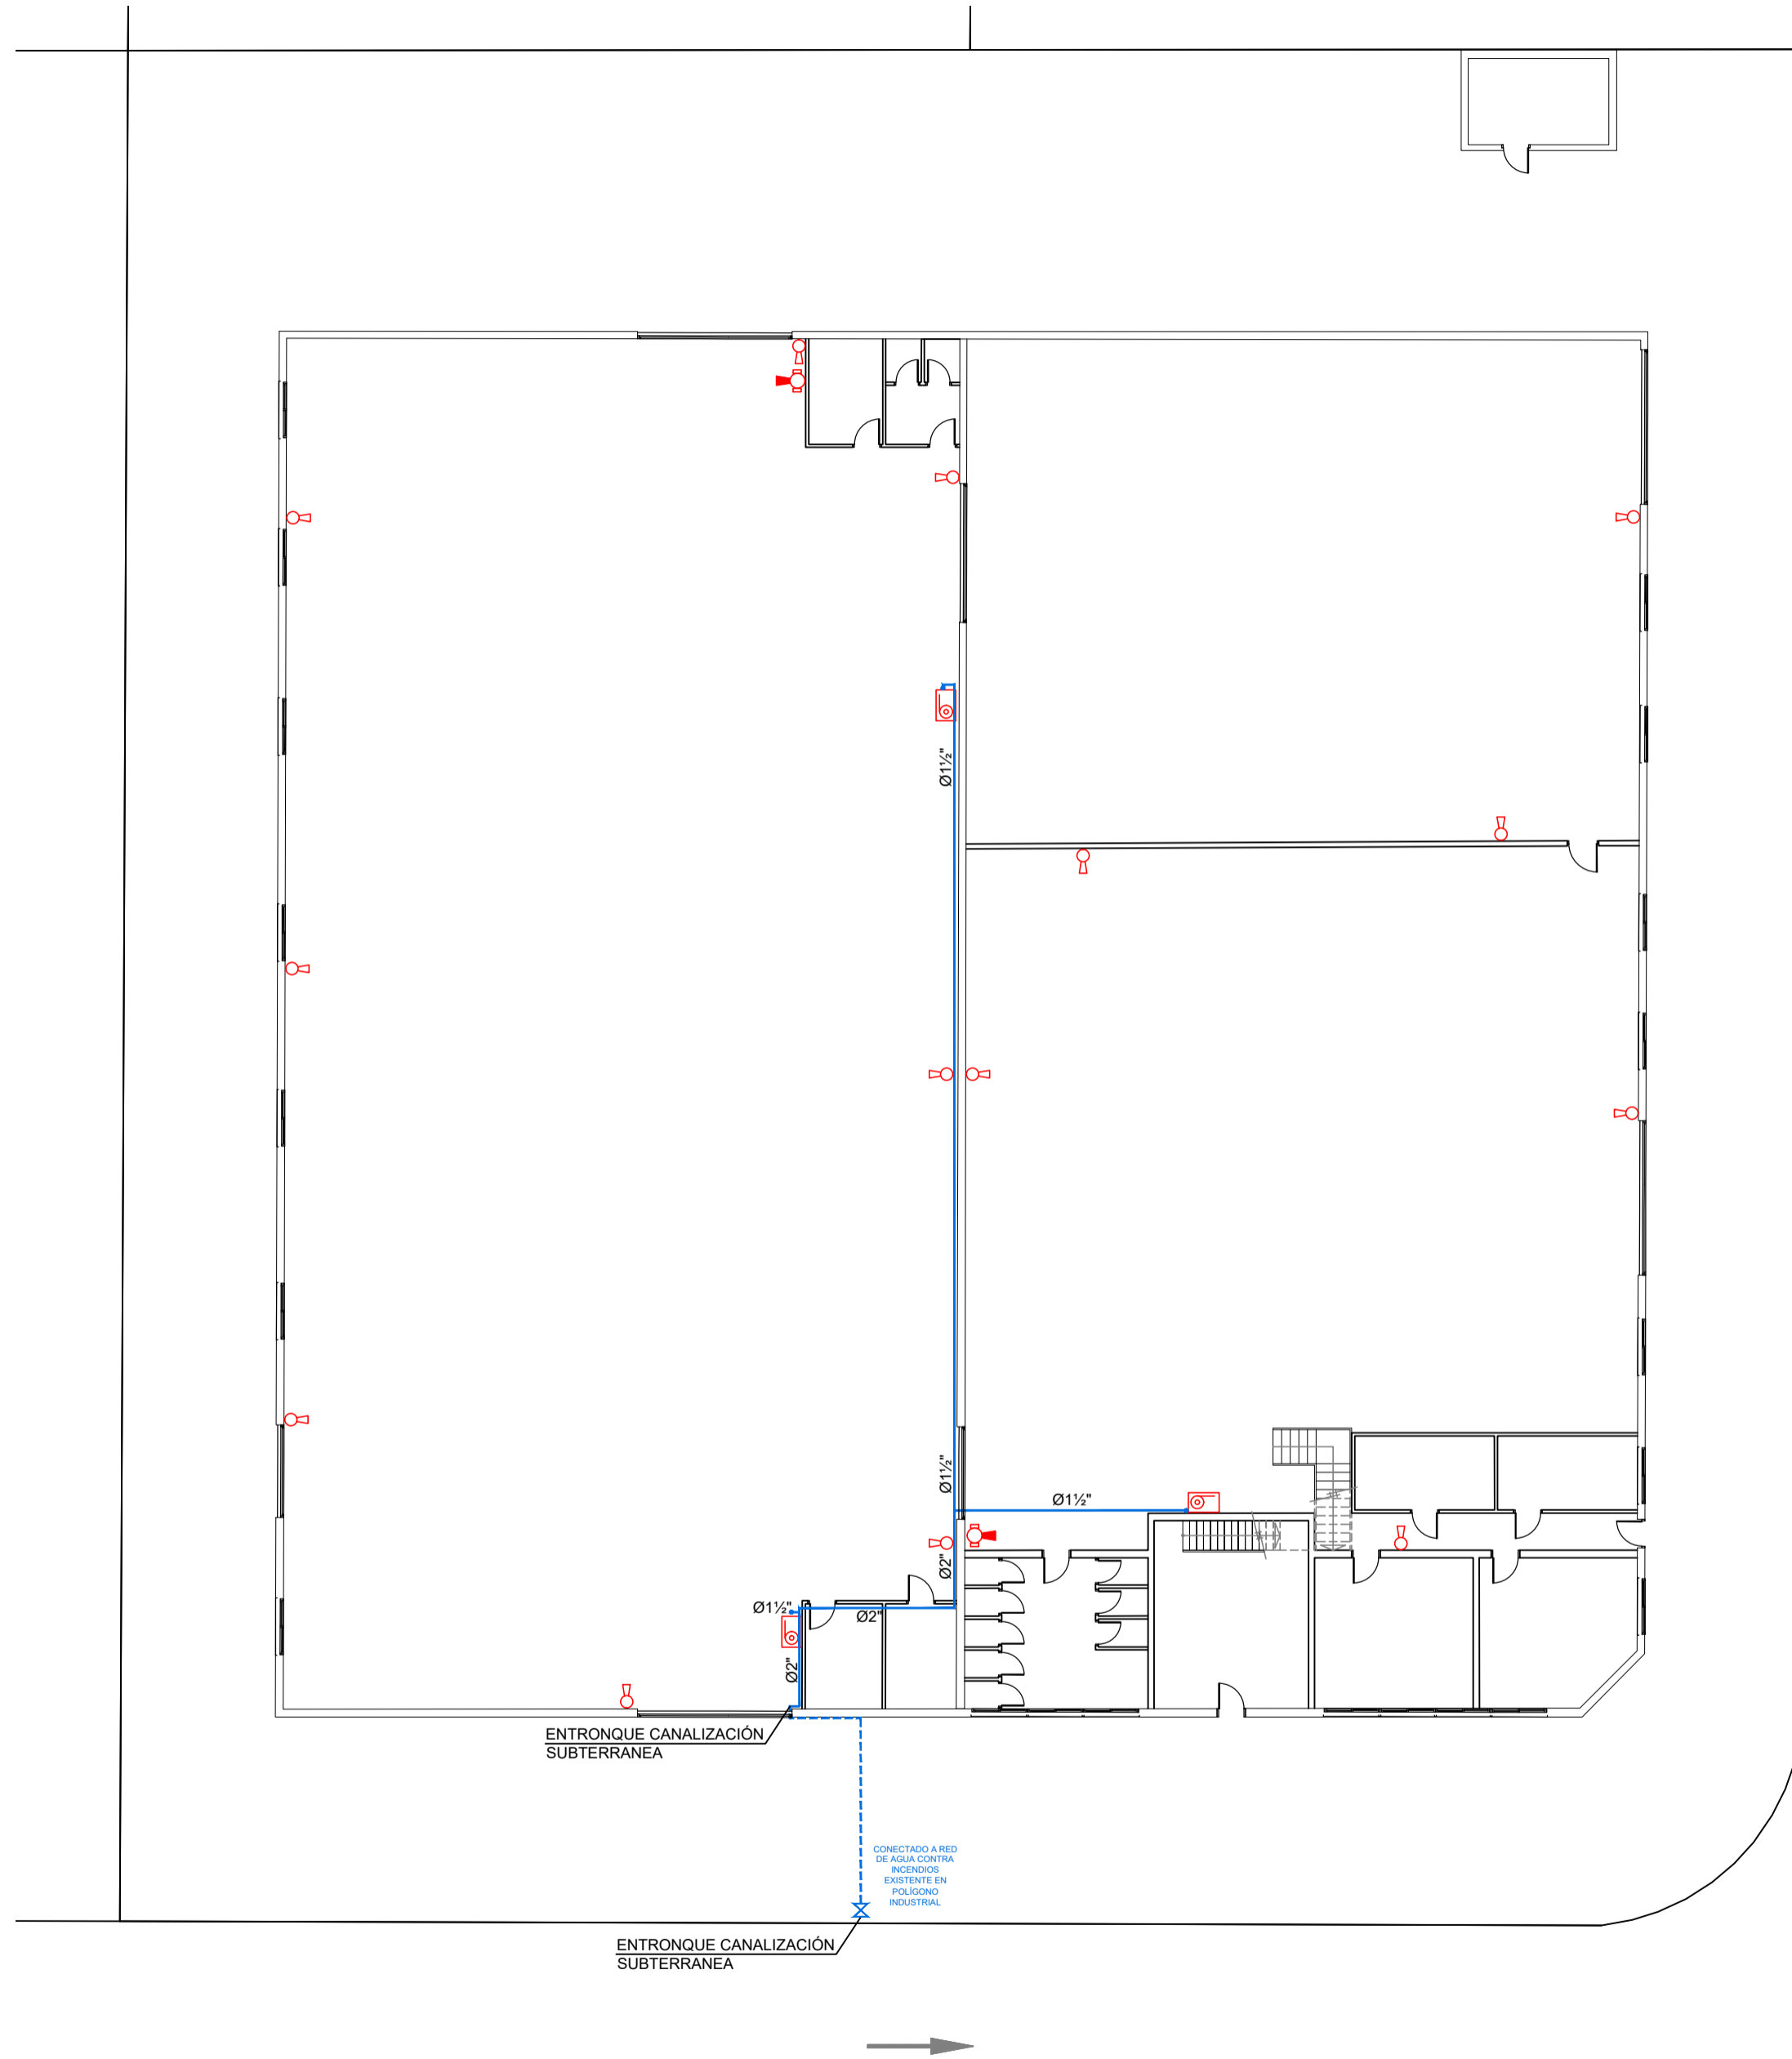 Ø1½"
Ø1½"
Ø1½"
Ø2"
Ø1½"
Ø2"
Ø2"
ENTRONQUE CANALIZACIÓN
SUBTERRANEA
CONECTADO A RED
DE AGUA CONTRA
INCENDIOS
EXISTENTE EN
POLÍGONO
INDUSTRIAL
ENTRONQUE CANALIZACIÓN
SUBTERRANEA